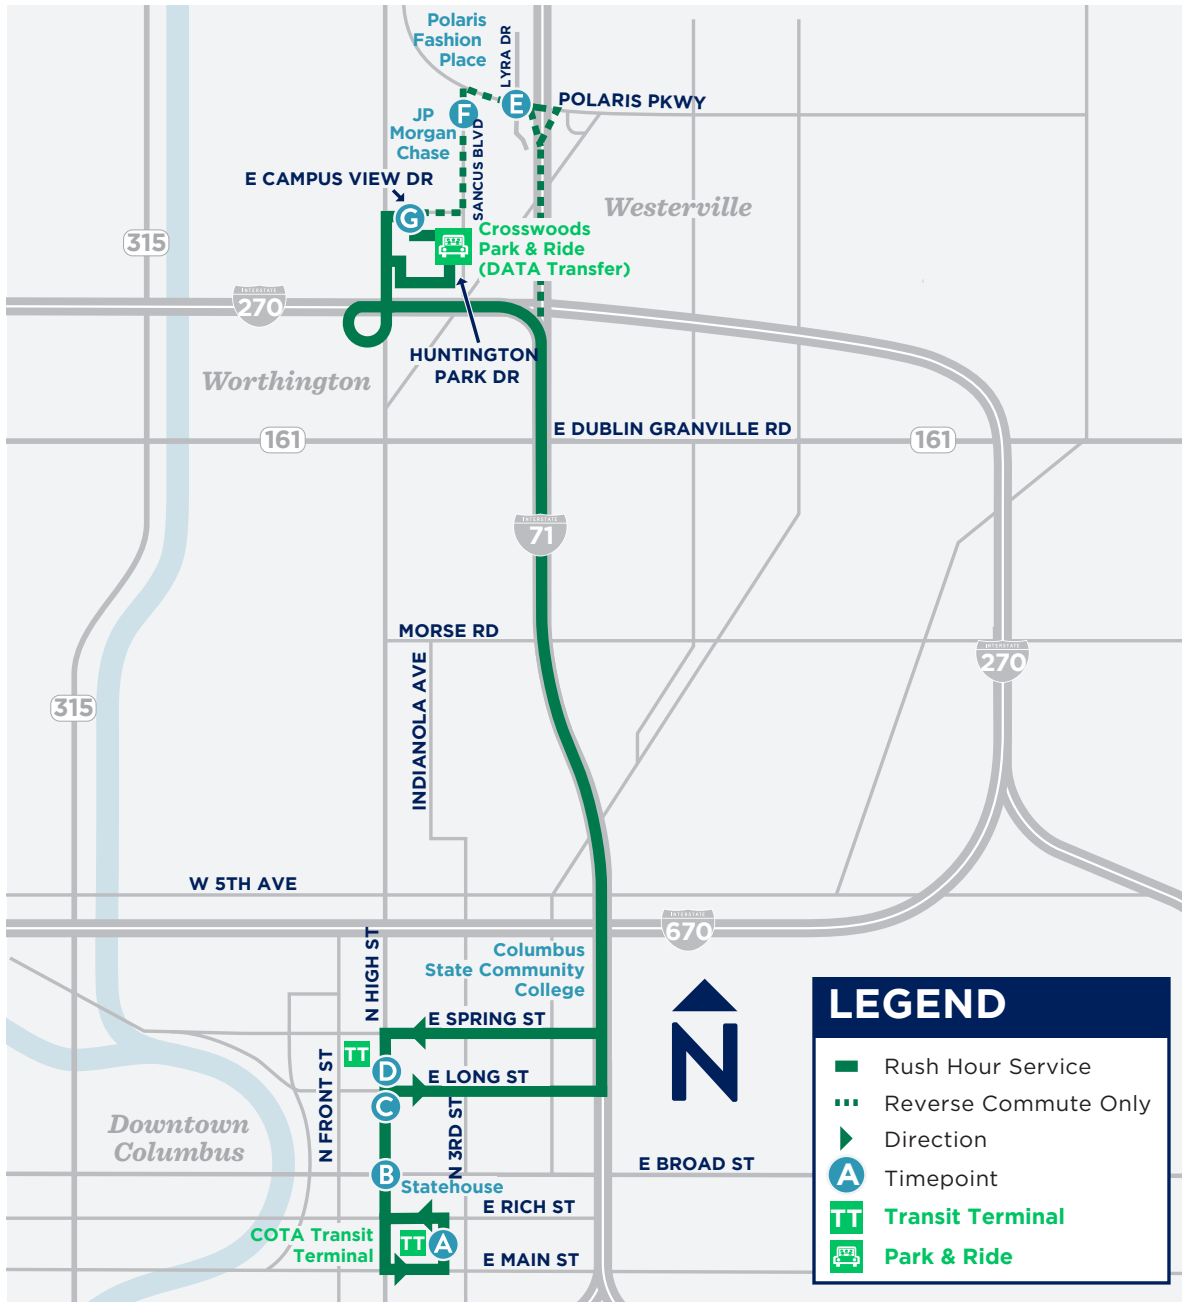 Polaris
Fashion
Place
LYRA DR
E
POLARIS PKWY
F
JP
Morgan
Chase
SANCUS BLVD
E CAMPUS VIEW DR
G
Westerville
Crosswoods
Park & Ride
(DATA Transfer)
315
INTERSTATE
270
HUNTINGTON
PARK DR
Worthington
161
E DUBLIN GRANVILLE RD
161
INTERSTATE
71
MORSE RD
INDIANOLA AVE
INTERSTATE
270
315
W 5TH AVE
INTERSTATE
670
N HIGH ST
Columbus
State Community
College
N
E SPRING ST
TT
D
E LONG ST
C
N FRONT ST
N 3RD ST
Downtown
Columbus
E BROAD ST
B
Statehouse
E RICH ST
COTA Transit
Terminal
TT
A
E MAIN ST
LEGEND
Rush Hour Service
Reverse Commute Only
Direction
A
Timepoint
TT
Transit Terminal
Park & Ride